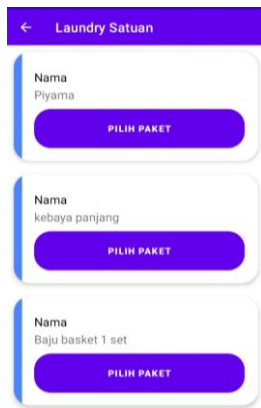 Laundry Satuan
Nama
Piyama
PILIH PAKET
Nama
kebaya panjang
PILIH PAKET
Nama
Baju basket 1 set
PILIH PAKET